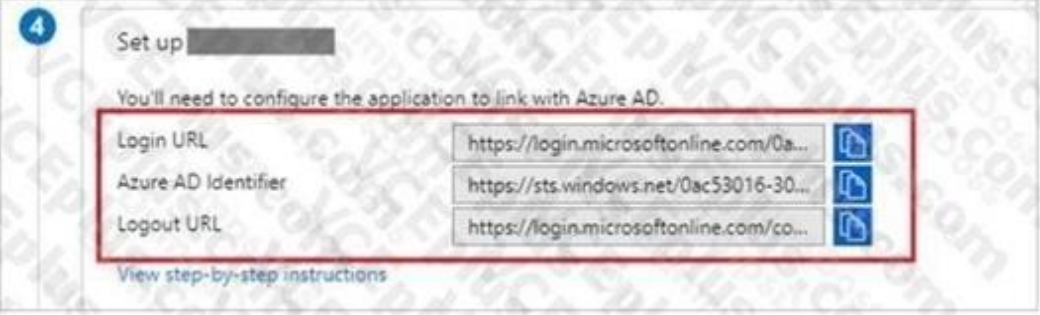 4
Set up
You'll need to configure the application to link with Azure AD.
Login URL https://login.microsoftonline.com/0a...
Azure AD Identifier https://sts.windows.net/0ac53016-30...
Logout URL https://login.microsoftonline.com/co...
View step-by-step instructions